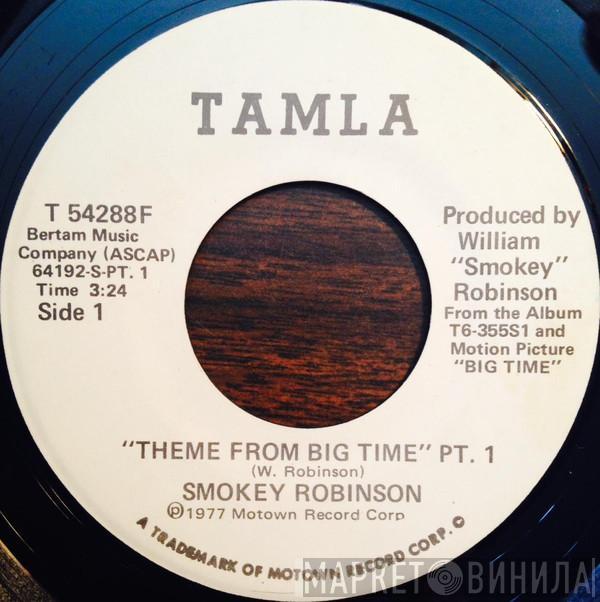 TAMLA
T 54288F
Bertam Music
Company (ASCAP)
64192-S-PT. 1
Time 3:24
Side 1
Produced by
William
"Smokey"
Robinson
From the Album
T6-355S1 and
Motion Picture
"BIG TIME"
"THEME FROM BIG TIME" PT. 1
(W. Robinson)
SMOKEY ROBINSON
℗1977 Motown Record Corp
A TRADEMARK OF MOTOWN RECORD CORP. ©
МАРКЕТ ВИНИЛА